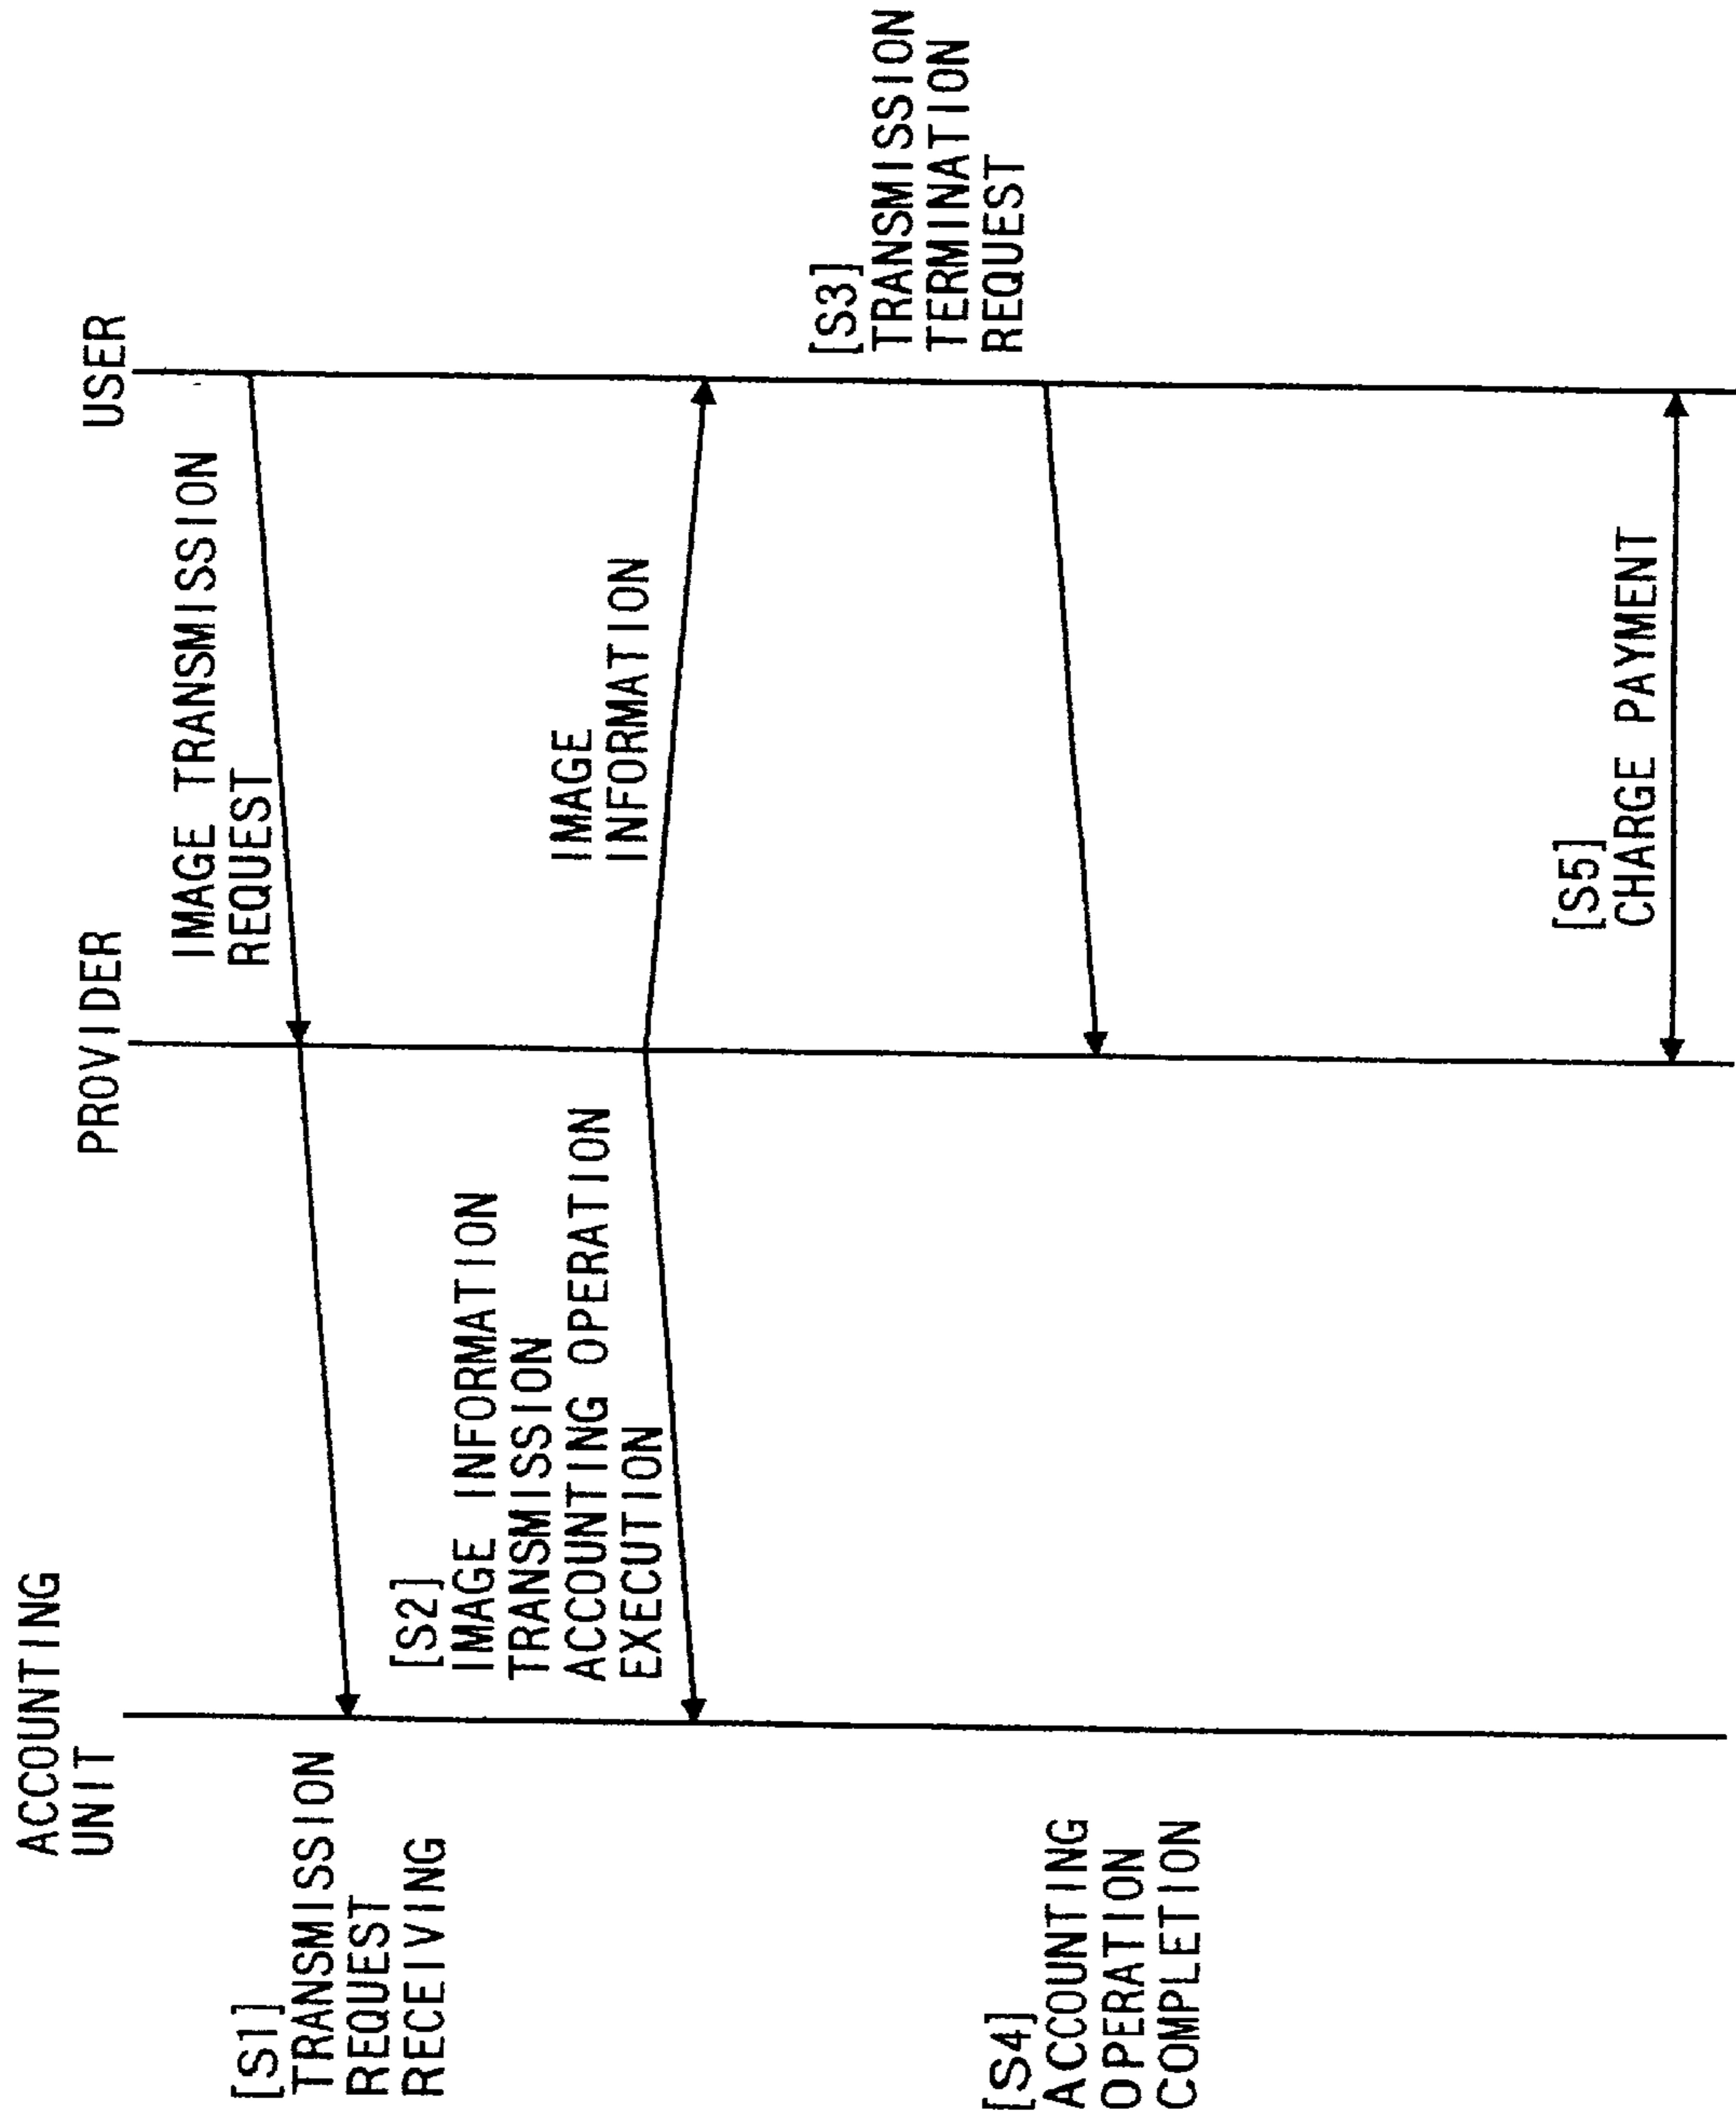 ACCOUNTING
UNIT
PROVIDER
USER
[S1]
TRANSMISSION
REQUEST
RECEIVING
IMAGE TRANSMISSION
REQUEST
[S2]
IMAGE INFORMATION
TRANSMISSION
ACCOUNTING OPERATION
EXECUTION
IMAGE
INFORMATION
[S3]
TRANSMISSION
TERMINATION
REQUEST
[S4]
ACCOUNTING
OPERATION
COMPLETION
[S5]
CHARGE PAYMENT